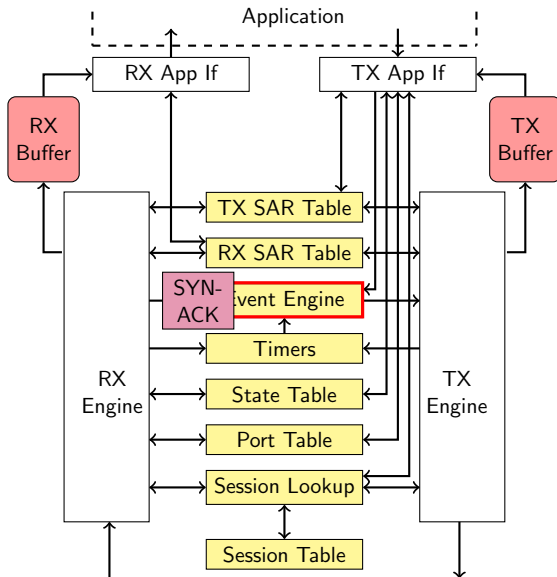 Application
RX App If
TX App If
RX
Buffer
TX
Buffer
TX SAR Table
RX SAR Table
SYN-
ACK
Event Engine
Timers
RX
Engine
State Table
TX
Engine
Port Table
Session Lookup
Session Table